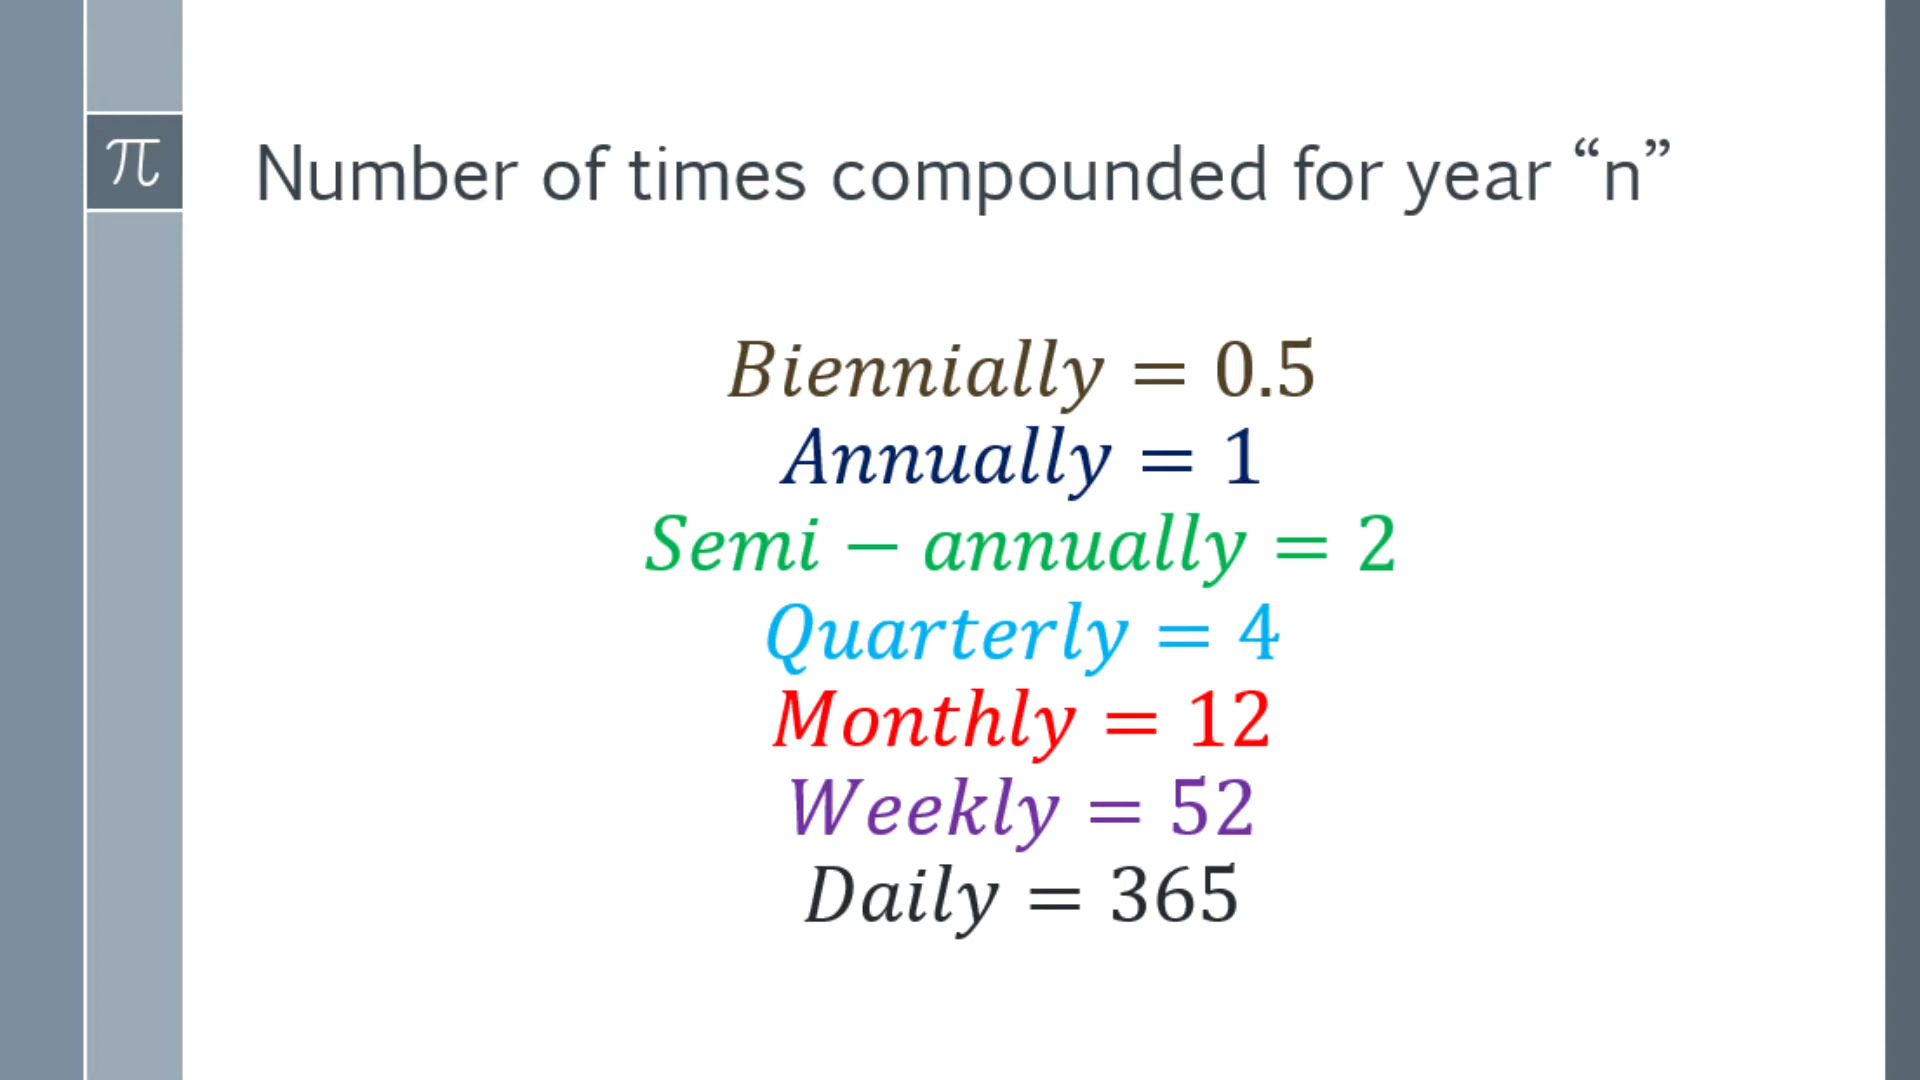 π
Number of times compounded for year “n”
Biennially = 0.5
Annually = 1
Semi − annually = 2
Quarterly = 4
Monthly = 12
Weekly = 52
Daily = 365